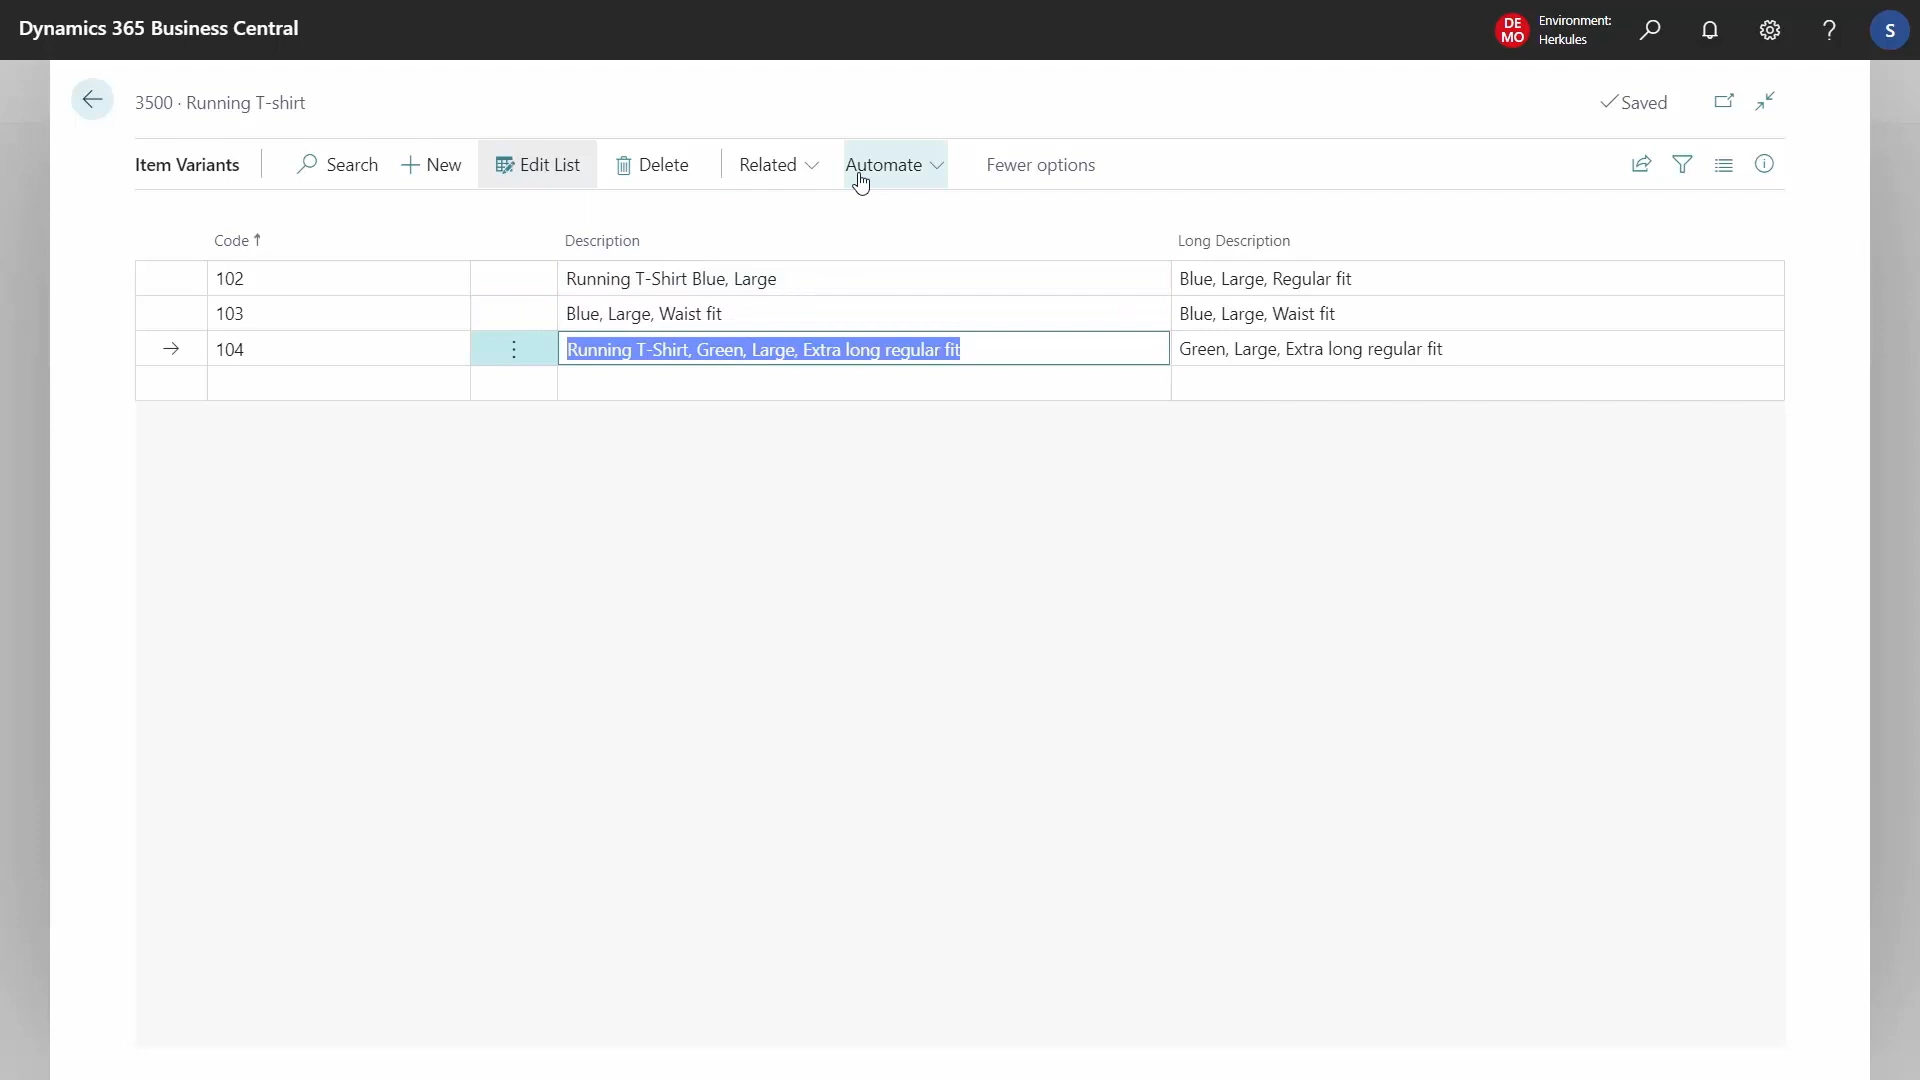 Dynamics 365 Business Central
DE
MO
Environment:
Herkules
?
S
3500 · Running T-shirt
Saved
Item Variants
Search
New
Edit List
Delete
Related
Automate
Fewer options
Code ↑
Description
Long Description
102
Running T-Shirt Blue, Large
Blue, Large, Regular fit
103
Blue, Large, Waist fit
Blue, Large, Waist fit
104
Running T-Shirt, Green, Large, Extra long regular fit
Green, Large, Extra long regular fit